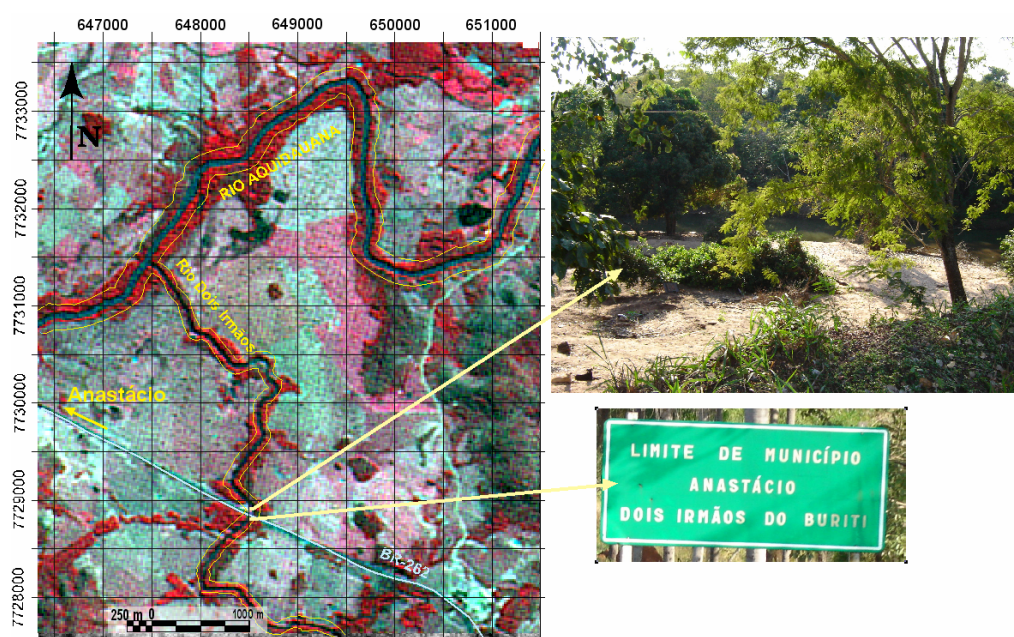 647000 648000 649000 650000 651000
7733000
7732000
7731000
7730000
7729000
7728000
N
RIO AQUIDAUANA
Rio Dois Irmãos
Anastácio
BR-262
250 m 0 1000 m
LIMITE DE MUNICÍPIO
ANASTÁCIO
DOIS IRMÃOS DO BURITI